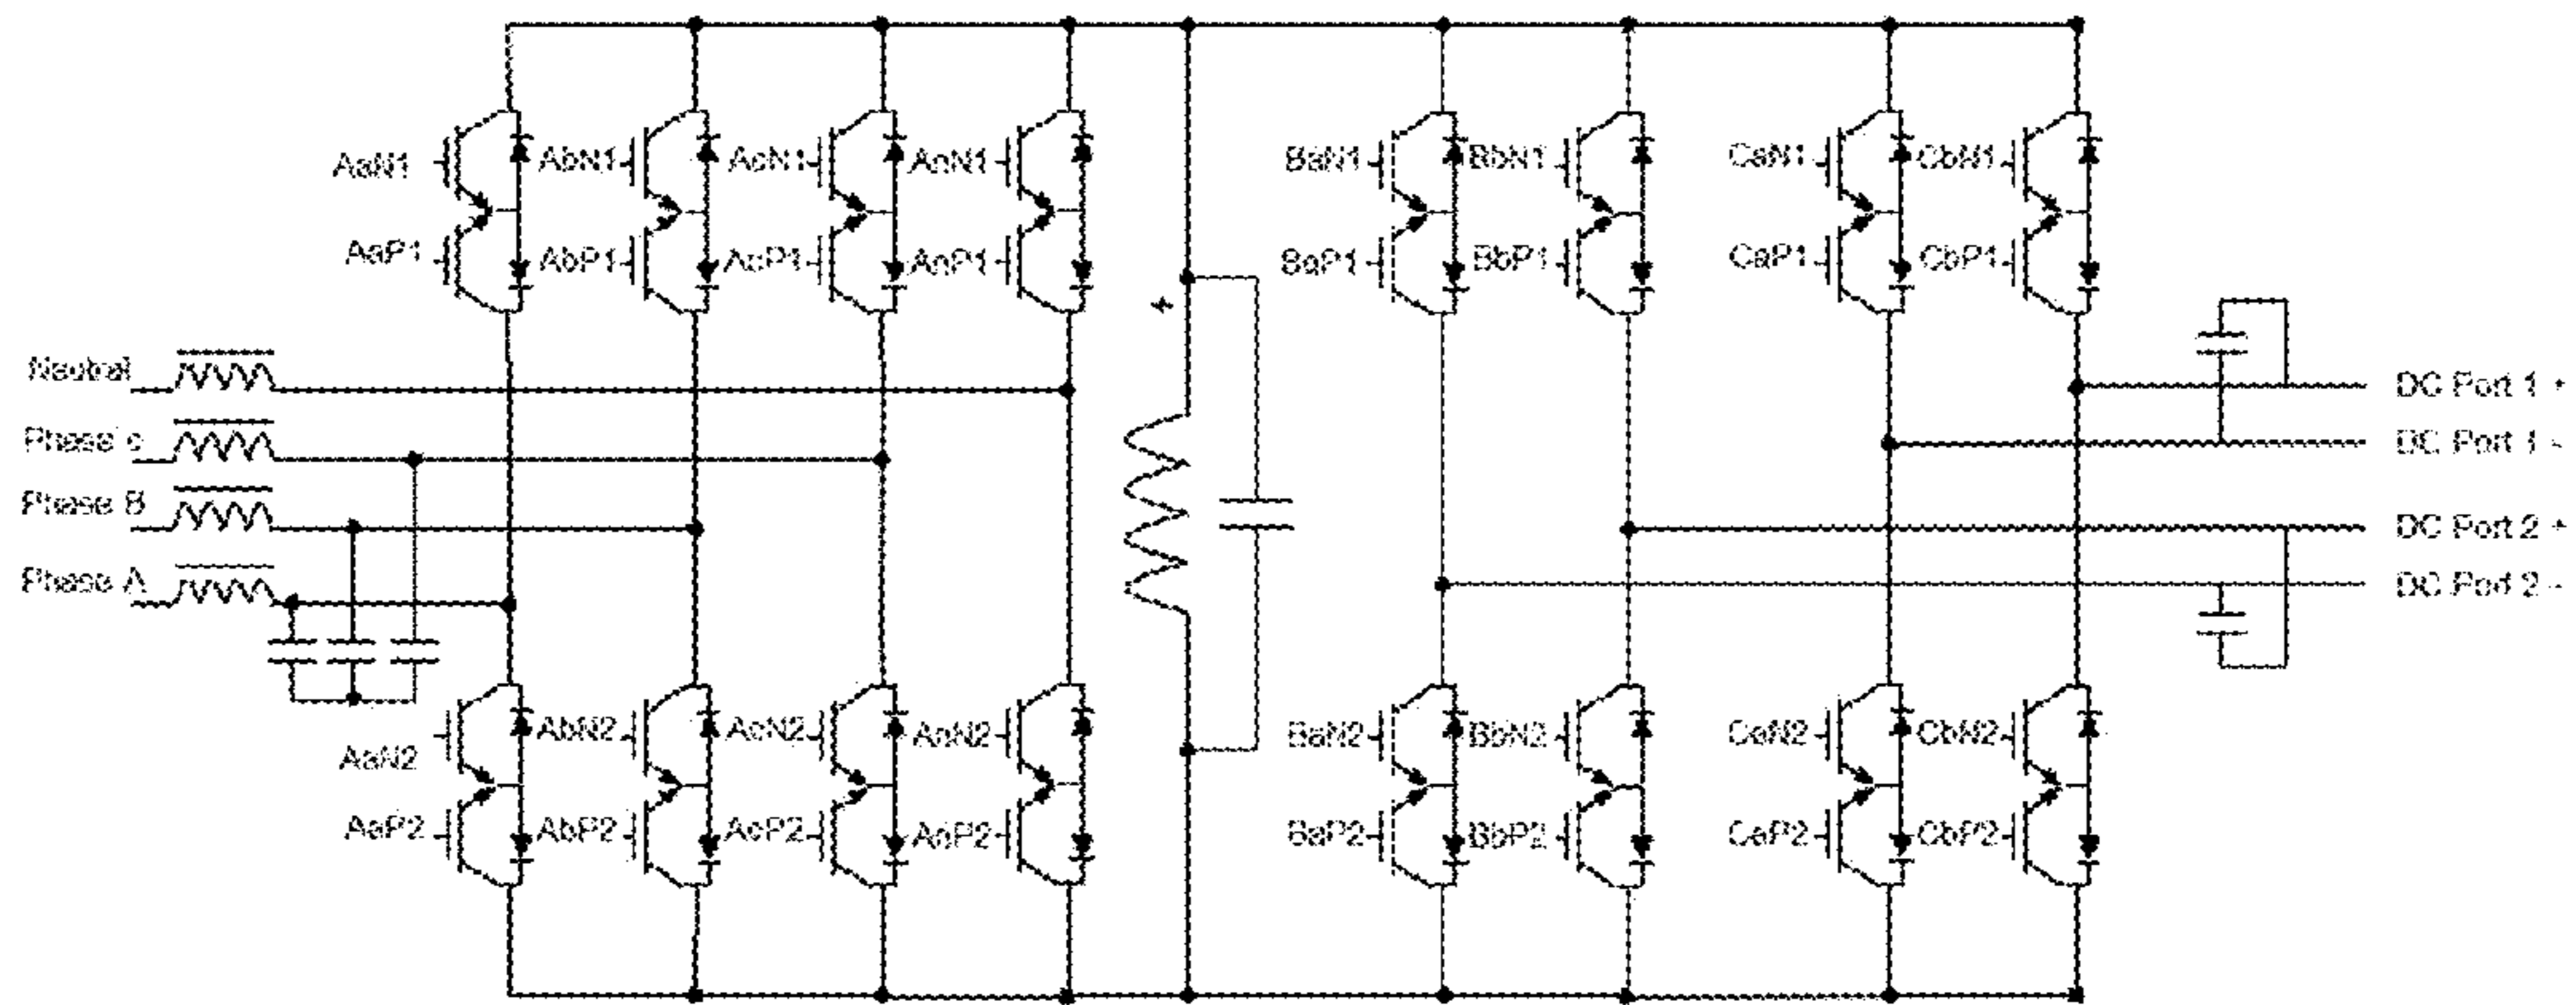 AaN1 AbN1 AcN1 AnN1 BaN1 BbN1 CaN1 CbN1
AaP1 AbP1 AcP1 AnP1 BaP1 BbP1 CaP1 CbP1
+
Neutral
DC Port 1 +
Phase c
DC Port 1 -
Phase B
DC Port 2 +
Phase A
DC Port 2 -
AaN2 AbN2 AcN2 AnN2 BaN2 BbN2 CaN2 CbN2
AaP2 AbP2 AcP2 AnP2 BaP2 BbP2 CaP2 CbP2